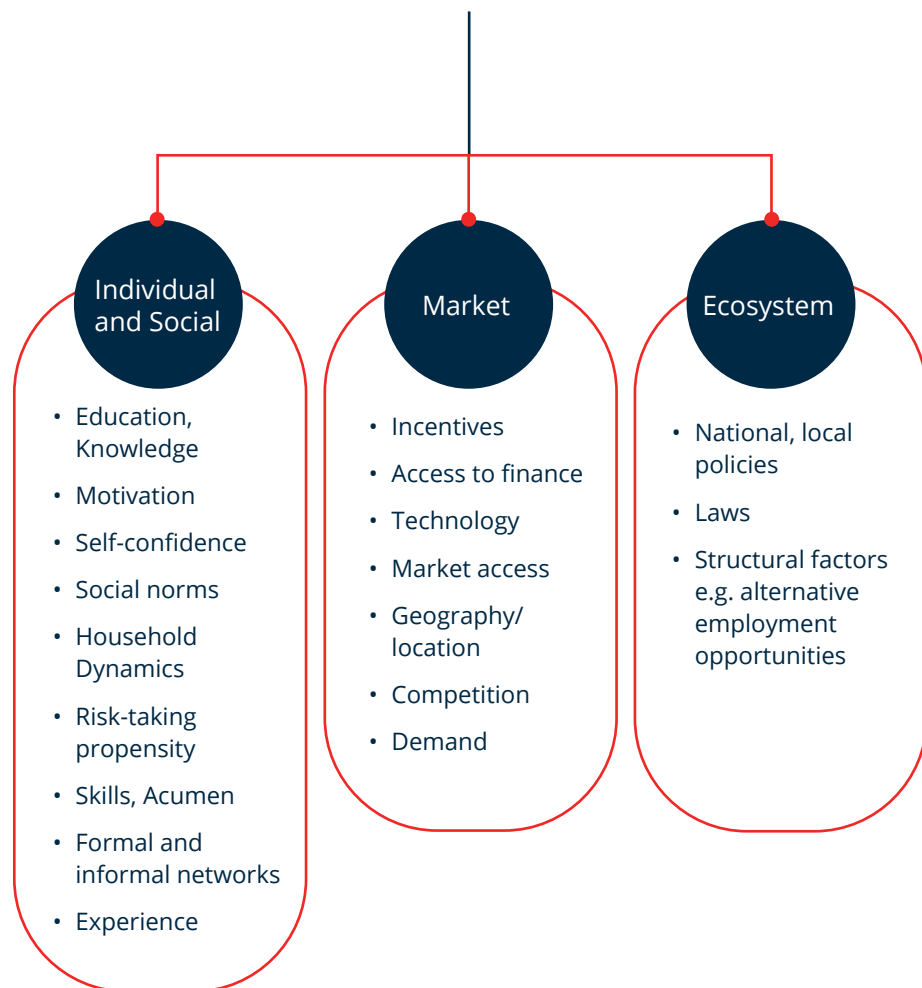 Individual
and Social
• Education,
Knowledge
• Motivation
• Self-confidence
• Social norms
• Household
Dynamics
• Risk-taking
propensity
• Skills, Acumen
• Formal and
informal networks
• Experience
Market
• Incentives
• Access to finance
• Technology
• Market access
• Geography/
location
• Competition
• Demand
Ecosystem
• National, local
policies
• Laws
• Structural factors
e.g. alternative
employment
opportunities